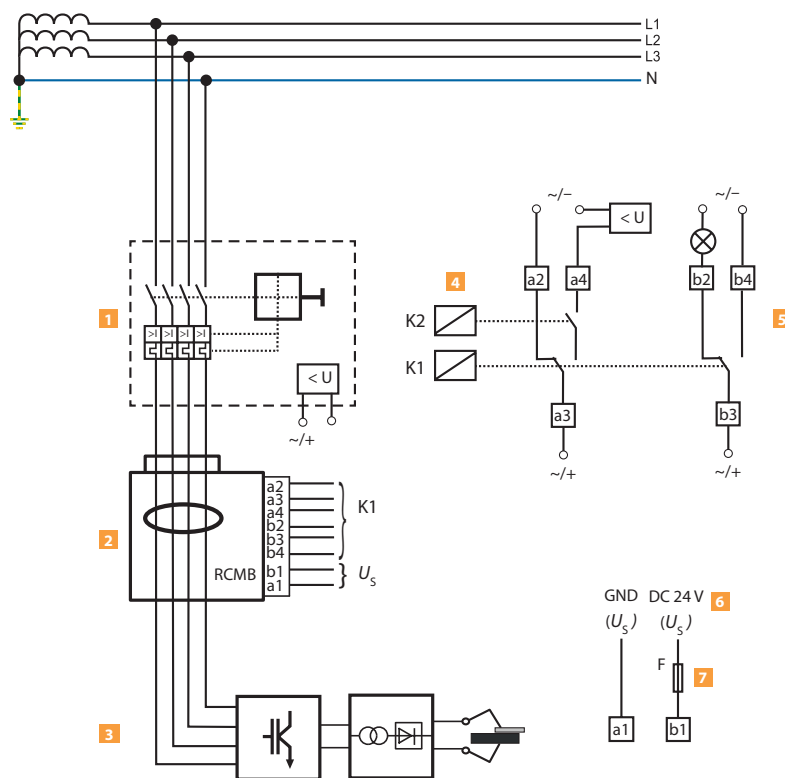 L1
L2
L3
N
~/−
~/−
< U
4
a2
a4
b2
b4
1
K2
5
>I >I >I >I
K1
< U
a3
b3
~/+
~/+
~/+
a2
a3
a4
K1
b2
2
b3
b4
RCMB
b1
US
a1
GND
DC 24 V
6
(US)
(US)
F
7
3
a1
b1